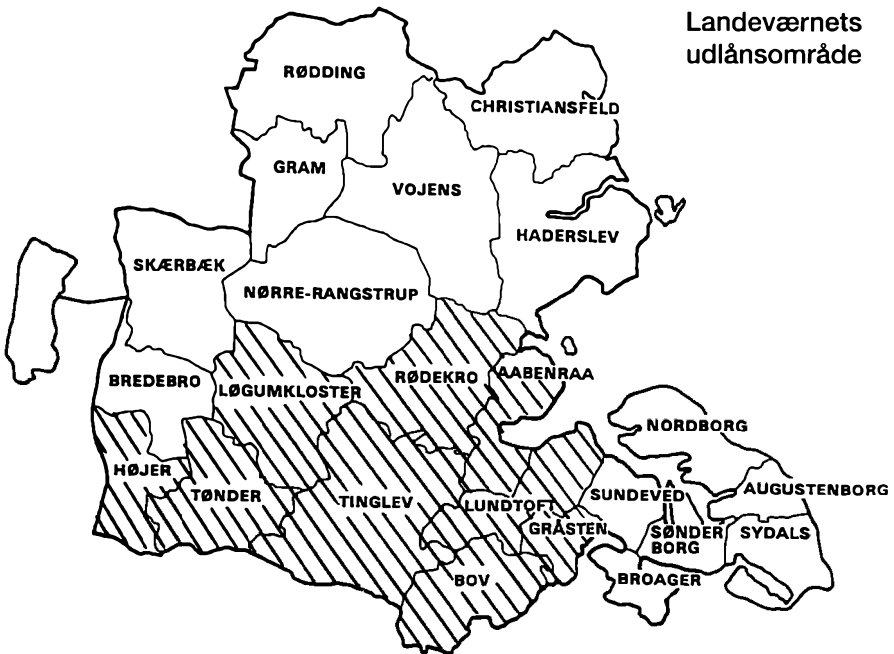 Landeværnets
udlånsområde
RØDDING
CHRISTIANSFELD
GRAM
VOJENS
HADERSLEV
SKÆRBÆK
NØRRE-RANGSTRUP
BREDEBRO
LØGUMKLOSTER
RØDEKRO
AABENRAA
NORDBORG
HØJER
TØNDER
TINGLEV
LUNDTOFT
SUNDEVED
AUGUSTENBORG
GRÅSTEN
SØNDER
BORG
SYDALS
BOV
BROAGER